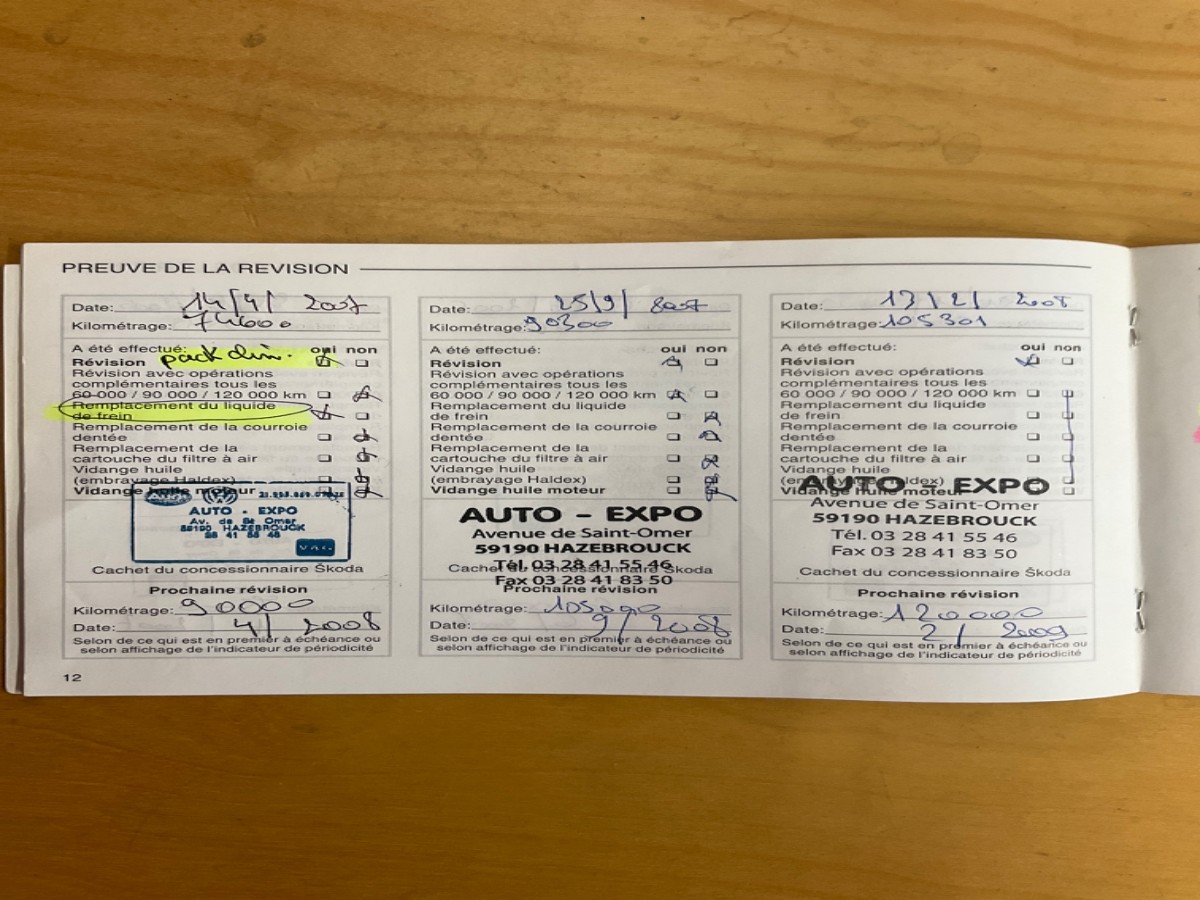 PREUVE DE LA REVISION
Date: 14/4/ 2007
Kilométrage: 74600
A été effectué: pack clim. oui non
Révision
Révision avec opérations
complémentaires tous les
60 000 / 90 000 / 120 000 km
Remplacement du liquide
de frein
Remplacement de la courroie
dentée
Remplacement de la
cartouche du filtre à air
Vidange huile
(embrayage Haldex)
Vidange huile moteur
AUTO - EXPO
Av. de St Omer
59190 HAZEBROUCK
28 41 55 46
V.A.G
Cachet du concessionnaire Škoda
Prochaine révision
Kilométrage: 90000
Date: 4/ 2008
Selon de ce qui est en premier à échéance ou
selon affichage de l'indicateur de périodicité
12
Date: 25/9/ 2007
Kilométrage: 90300
A été effectué: oui non
Révision
Révision avec opérations
complémentaires tous les
60 000 / 90 000 / 120 000 km
Remplacement du liquide
de frein
Remplacement de la courroie
dentée
Remplacement de la
cartouche du filtre à air
Vidange huile
(embrayage Haldex)
Vidange huile moteur
AUTO - EXPO
Avenue de Saint-Omer
59190 HAZEBROUCK
Tél. 03 28 41 55 46
Cachet du concessionnaire Škoda
Fax 03 28 41 83 50
Prochaine révision
Kilométrage: 105000
Date: 9/ 2008
Selon de ce qui est en premier à échéance ou
selon affichage de l'indicateur de périodicité
Date: 13/2/ 2008
Kilométrage: 105301
A été effectué: oui non
Révision
Révision avec opérations
complémentaires tous les
60 000 / 90 000 / 120 000 km
Remplacement du liquide
de frein
Remplacement de la courroie
dentée
Remplacement de la
cartouche du filtre à air
Vidange huile
(embrayage Haldex)
Vidange huile moteur
AUTO - EXPO
Avenue de Saint-Omer
59190 HAZEBROUCK
Tél. 03 28 41 55 46
Fax 03 28 41 83 50
Cachet du concessionnaire Škoda
Prochaine révision
Kilométrage: 120000
Date: 2/ 2009
Selon de ce qui est en premier à échéance ou
selon affichage de l'indicateur de périodicité